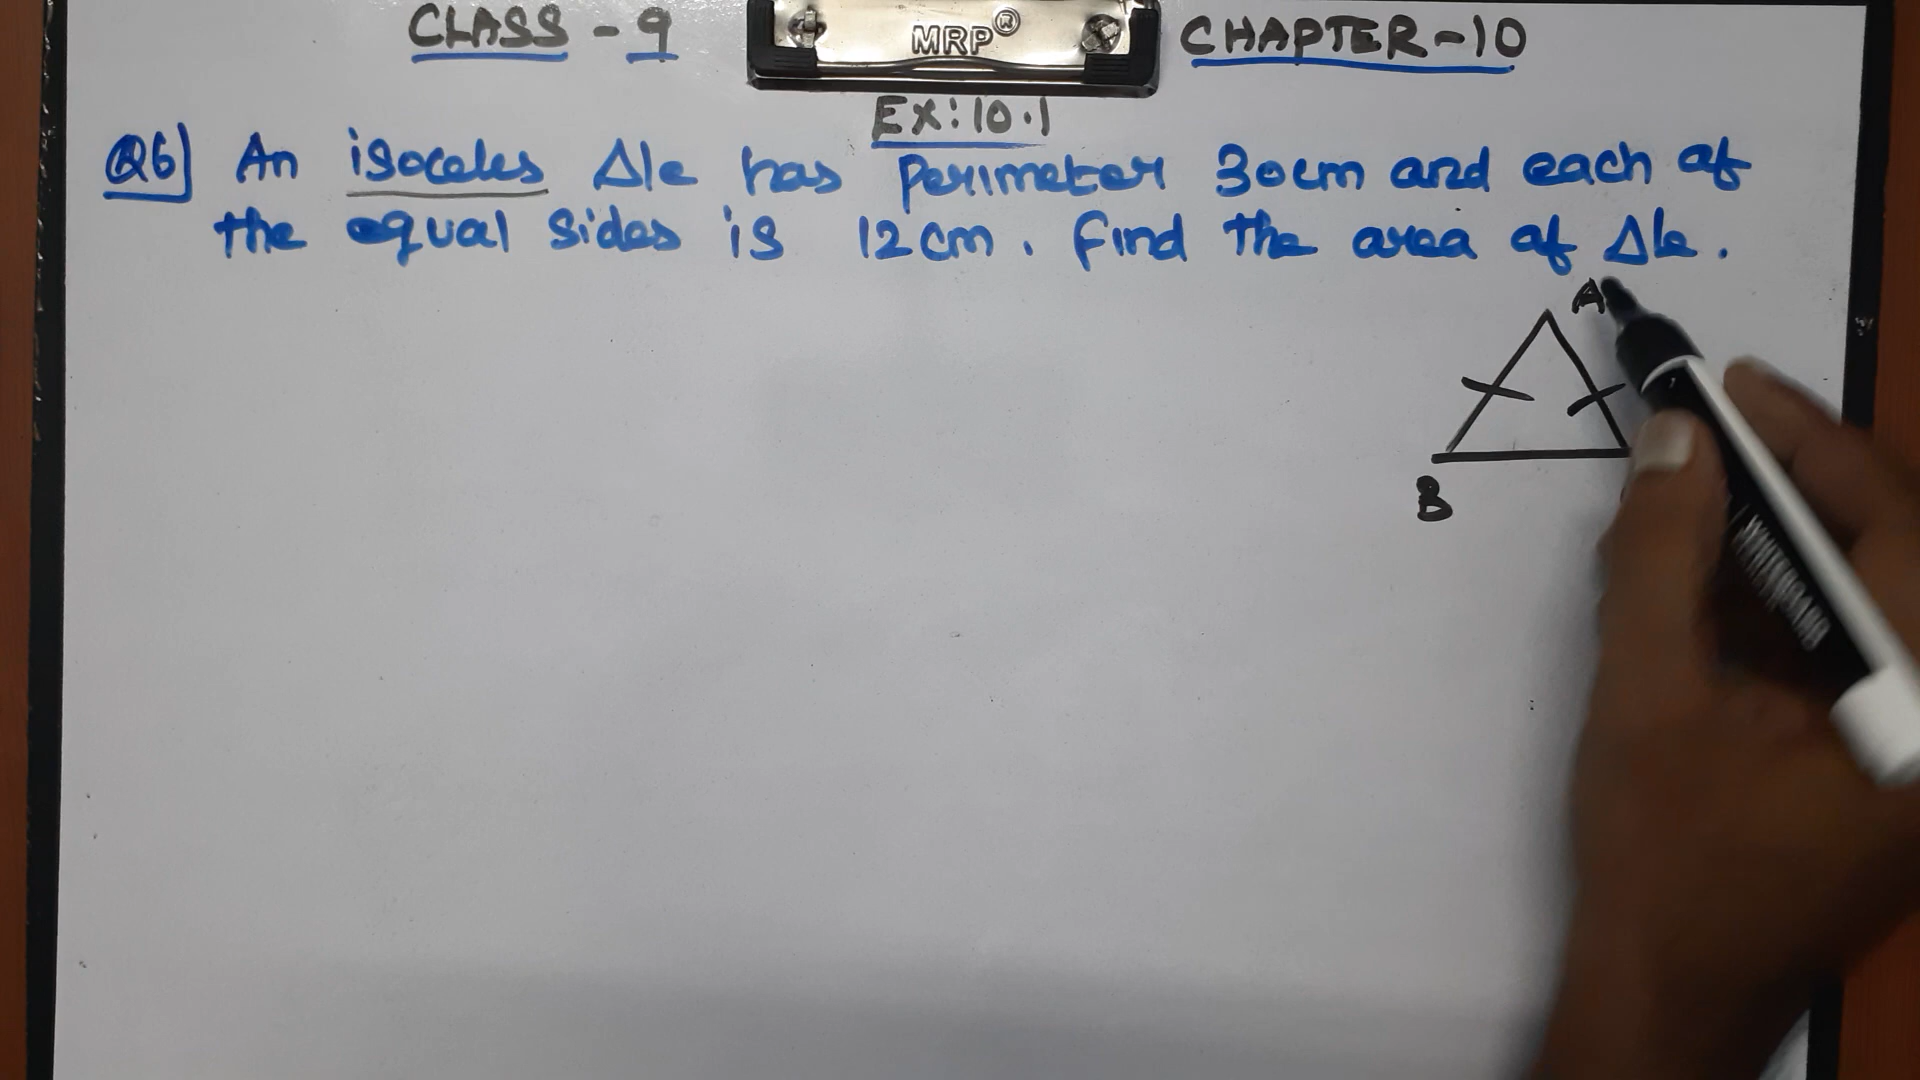 CLASS - 9
MRP®
CHAPTER-10
Ex: 10.1
Q6] An isoceles Δle has perimeter 30cm and each of
the equal sides is 12cm. Find the area of Δle.
A
B